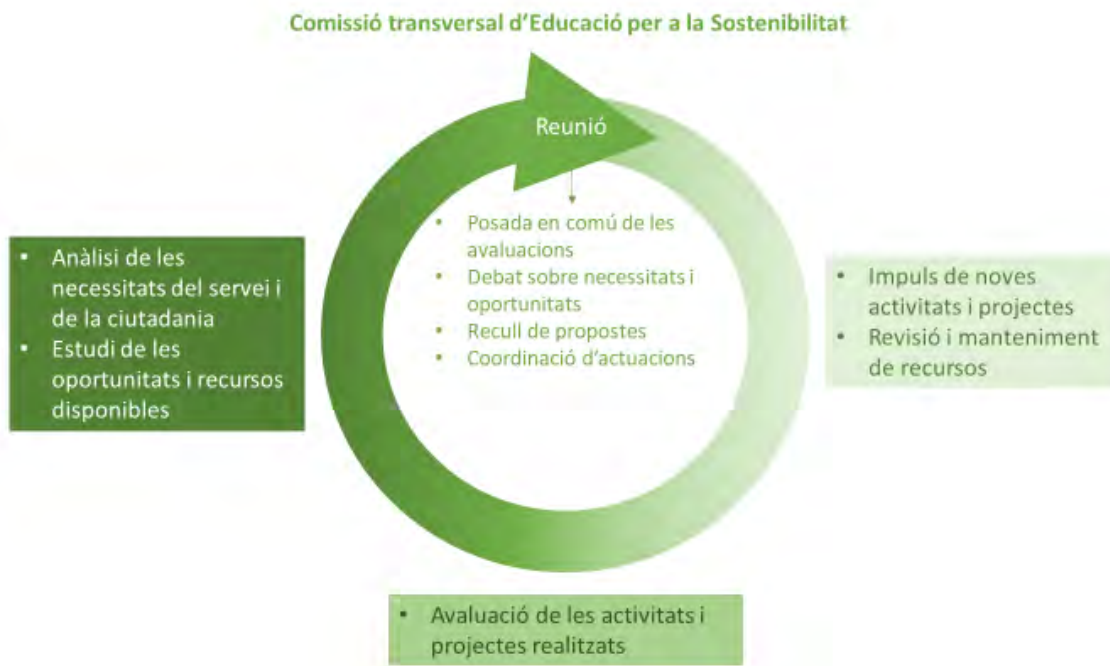 Comissió transversal d'Educació per a la Sostenibilitat
Reunió
• Posada en comú de les
avaluacions
• Debat sobre necessitats i
oportunitats
• Recull de propostes
• Coordinació d'actuacions
• Anàlisi de les
necessitats del servei i
de la ciutadania
• Estudi de les
oportunitats i recursos
disponibles
• Impuls de noves
activitats i projectes
• Revisió i manteniment
de recursos
• Avaluació de les activitats i
projectes realitzats